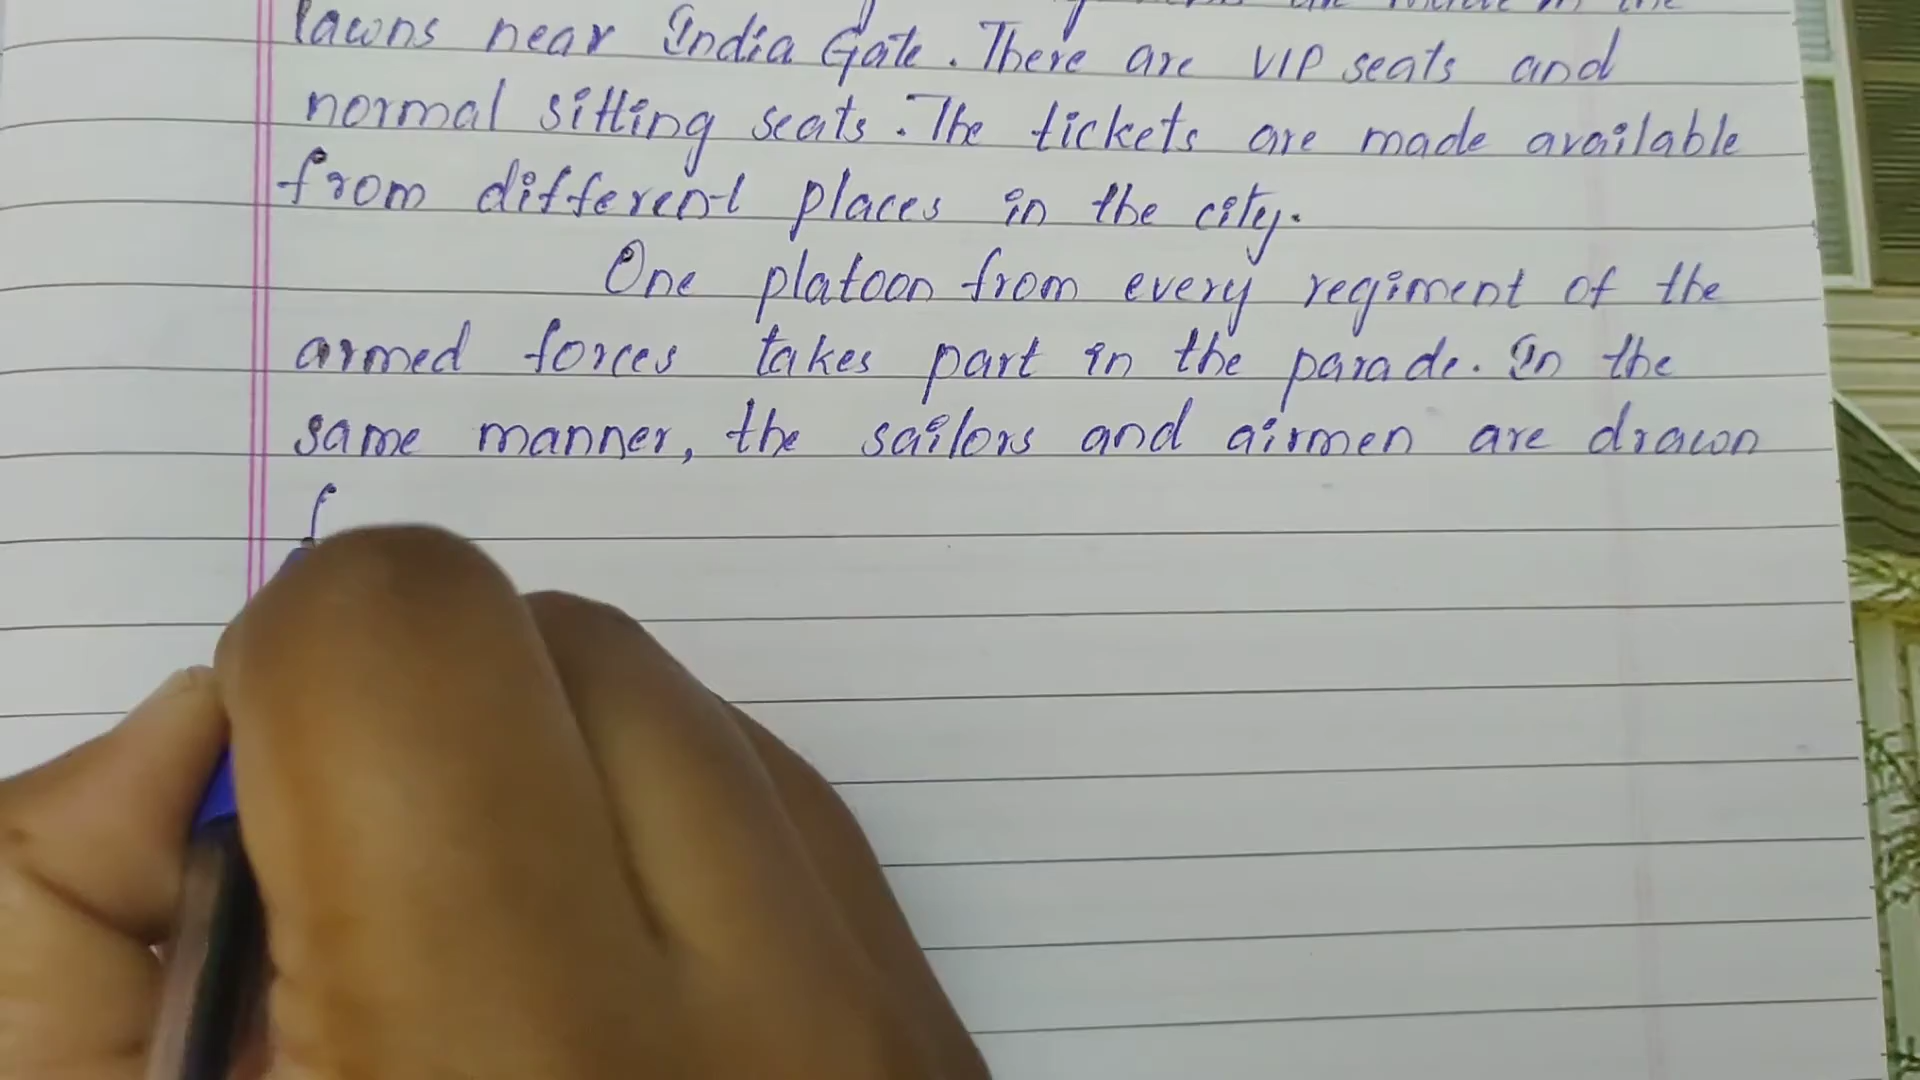 lawns near India Gate. There are VIP seats and
normal sitting seats. The tickets are made available
from different places in the city.
One platoon from every regiment of the
armed forces takes part in the parade. In the
same manner, the sailors and airmen are drawn
f